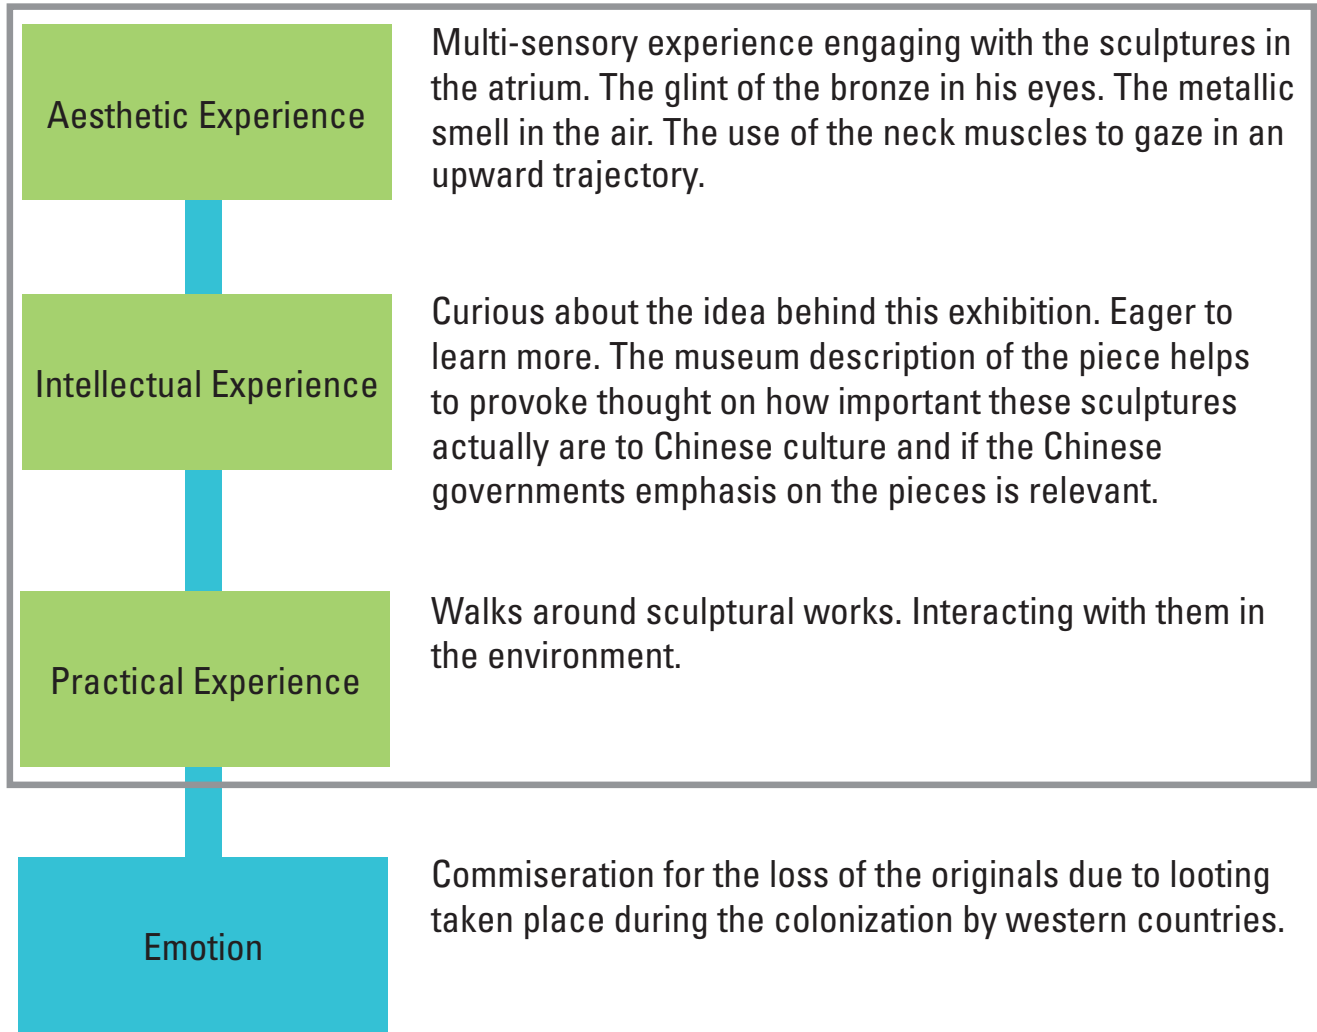 Aesthetic Experience
Multi-sensory experience engaging with the sculptures in
the atrium. The glint of the bronze in his eyes. The metallic
smell in the air. The use of the neck muscles to gaze in an
upward trajectory.
Intellectual Experience
Curious about the idea behind this exhibition. Eager to
learn more. The museum description of the piece helps
to provoke thought on how important these sculptures
actually are to Chinese culture and if the Chinese
governments emphasis on the pieces is relevant.
Practical Experience
Walks around sculptural works. Interacting with them in
the environment.
Emotion
Commiseration for the loss of the originals due to looting
taken place during the colonization by western countries.